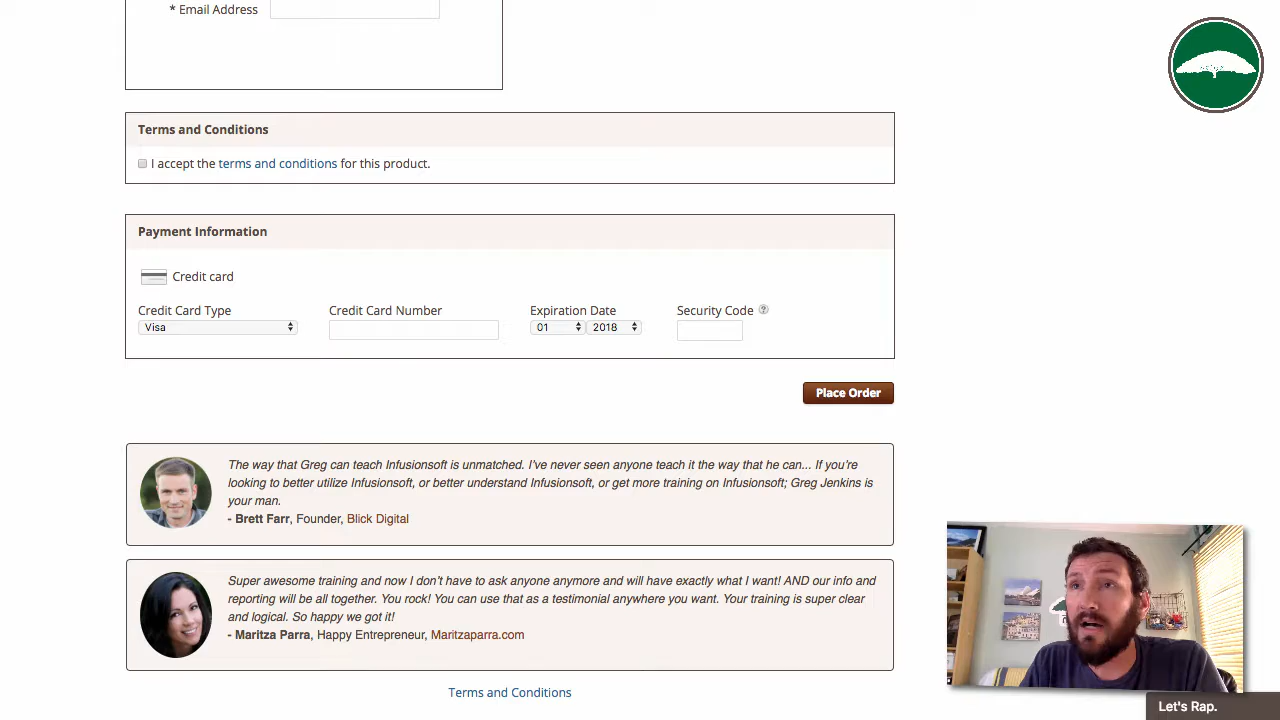 * Email Address
Terms and Conditions
I accept the terms and conditions for this product.
Payment Information
Credit card
Credit Card Type
Credit Card Number
Expiration Date
Security Code ?
Visa
01
2018
Place Order
The way that Greg can teach Infusionsoft is unmatched. I've never seen anyone teach it the way that he can... If you're
looking to better utilize Infusionsoft, or better understand Infusionsoft, or get more training on Infusionsoft; Greg Jenkins is
your man.
- Brett Farr, Founder, Blick Digital
Super awesome training and now I don't have to ask anyone anymore and will have exactly what I want! AND our info and
reporting will be all together. You rock! You can use that as a testimonial anywhere you want. Your training is super clear
and logical. So happy we got it!
- Maritza Parra, Happy Entrepreneur, Maritzaparra.com
Terms and Conditions
Let's Rap.